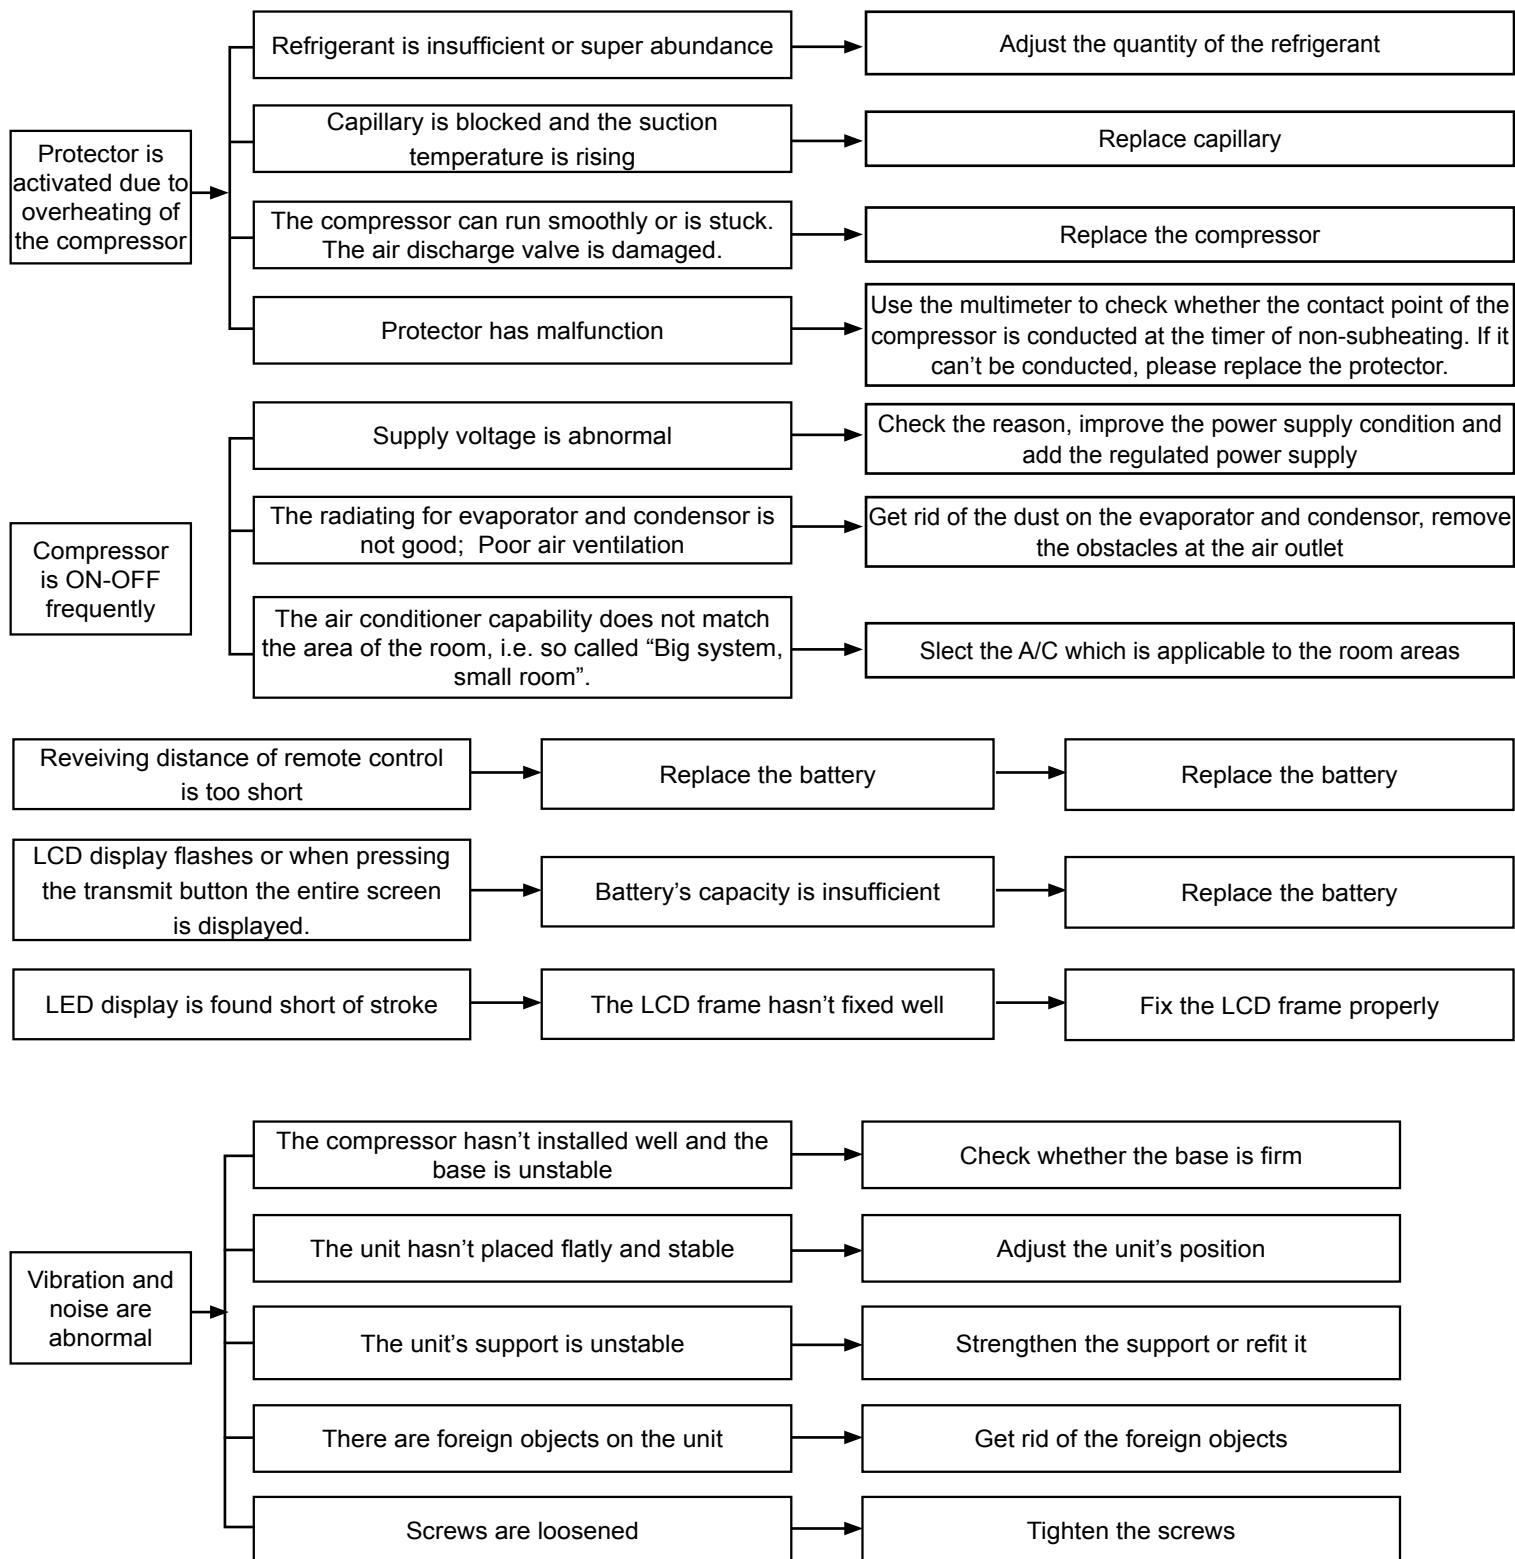 Refrigerant is insufficient or super abundance
Adjust the quantity of the refrigerant
Protector is
activated due to
overheating of
the compressor
Capillary is blocked and the suction
temperature is rising
Replace capillary
The compressor can run smoothly or is stuck.
The air discharge valve is damaged.
Replace the compressor
Protector has malfunction
Use the multimeter to check whether the contact point of the
compressor is conducted at the timer of non-subheating. If it
can’t be conducted, please replace the protector.
Compressor
is ON-OFF
frequently
Supply voltage is abnormal
Check the reason, improve the power supply condition and
add the regulated power supply
The radiating for evaporator and condensor is
not good; Poor air ventilation
Get rid of the dust on the evaporator and condensor, remove
the obstacles at the air outlet
The air conditioner capability does not match
the area of the room, i.e. so called “Big system,
small room”.
Slect the A/C which is applicable to the room areas
Reveiving distance of remote control
is too short
Replace the battery
Replace the battery
LCD display flashes or when pressing
the transmit button the entire screen
is displayed.
Battery’s capacity is insufficient
Replace the battery
LED display is found short of stroke
The LCD frame hasn’t fixed well
Fix the LCD frame properly
Vibration and
noise are
abnormal
The compressor hasn’t installed well and the
base is unstable
Check whether the base is firm
The unit hasn’t placed flatly and stable
Adjust the unit’s position
The unit’s support is unstable
Strengthen the support or refit it
There are foreign objects on the unit
Get rid of the foreign objects
Screws are loosened
Tighten the screws